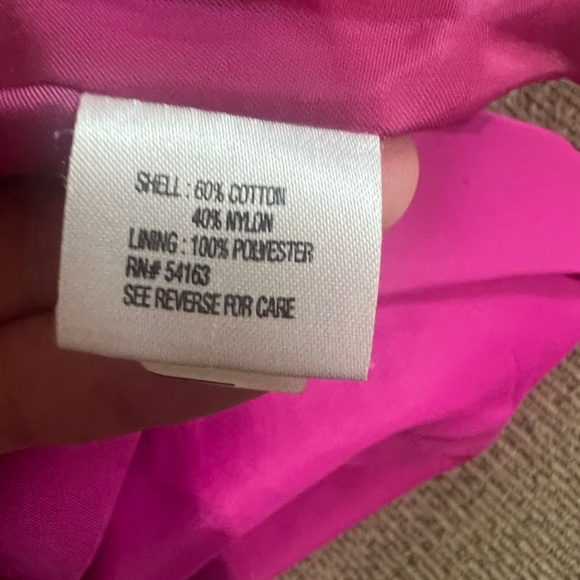 SHELL : 60% COTTON
40% NYLON
LINING : 100% POLYESTER
RN# 54163
SEE REVERSE FOR CARE